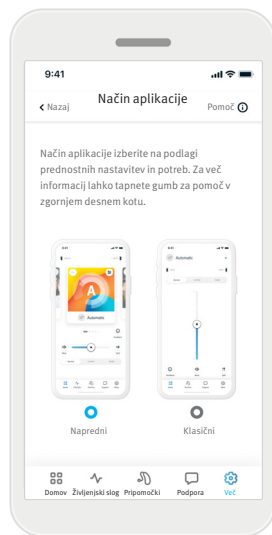 9:41
Nazaj
Način aplikacije
Pomoč
Način aplikacije izberite na podlagi
prednostnih nastavitev in potreb. Za več
informacij lahko tapnete gumb za pomoč v
zgornjem desnem kotu.
A
Automatic
Automatic
Napredni
Klasični
Domov Življenjski slog Pripomočki Podpora Več